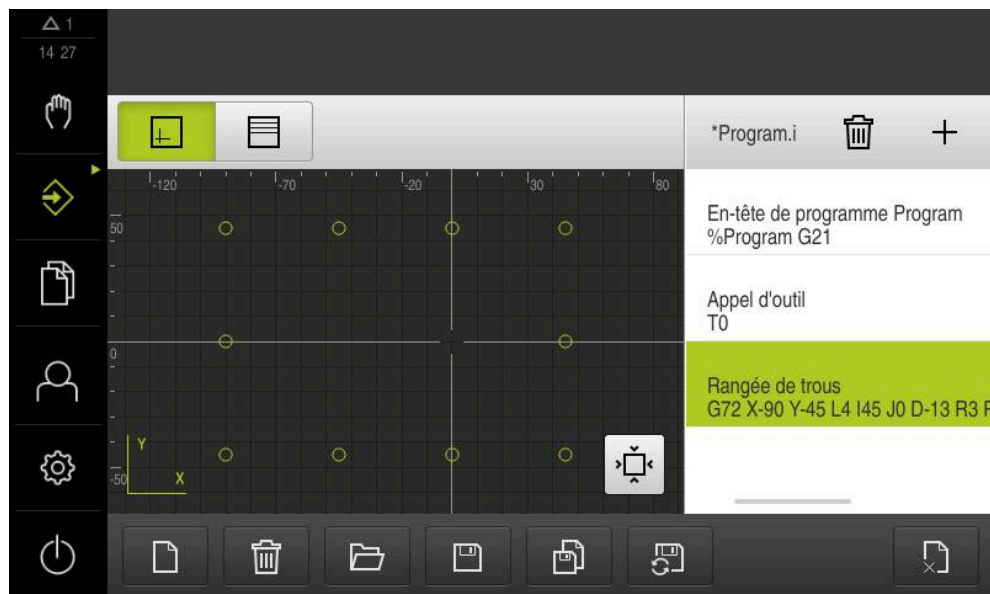 1
14 27
*Program.i
-120 -70 -20 30 80
50
En-tête de programme Program
%Program G21
Appel d'outil
T0
0
Rangée de trous
G72 X-90 Y-45 L4 I45 J0 D-13 R3 F
Y
-50 X